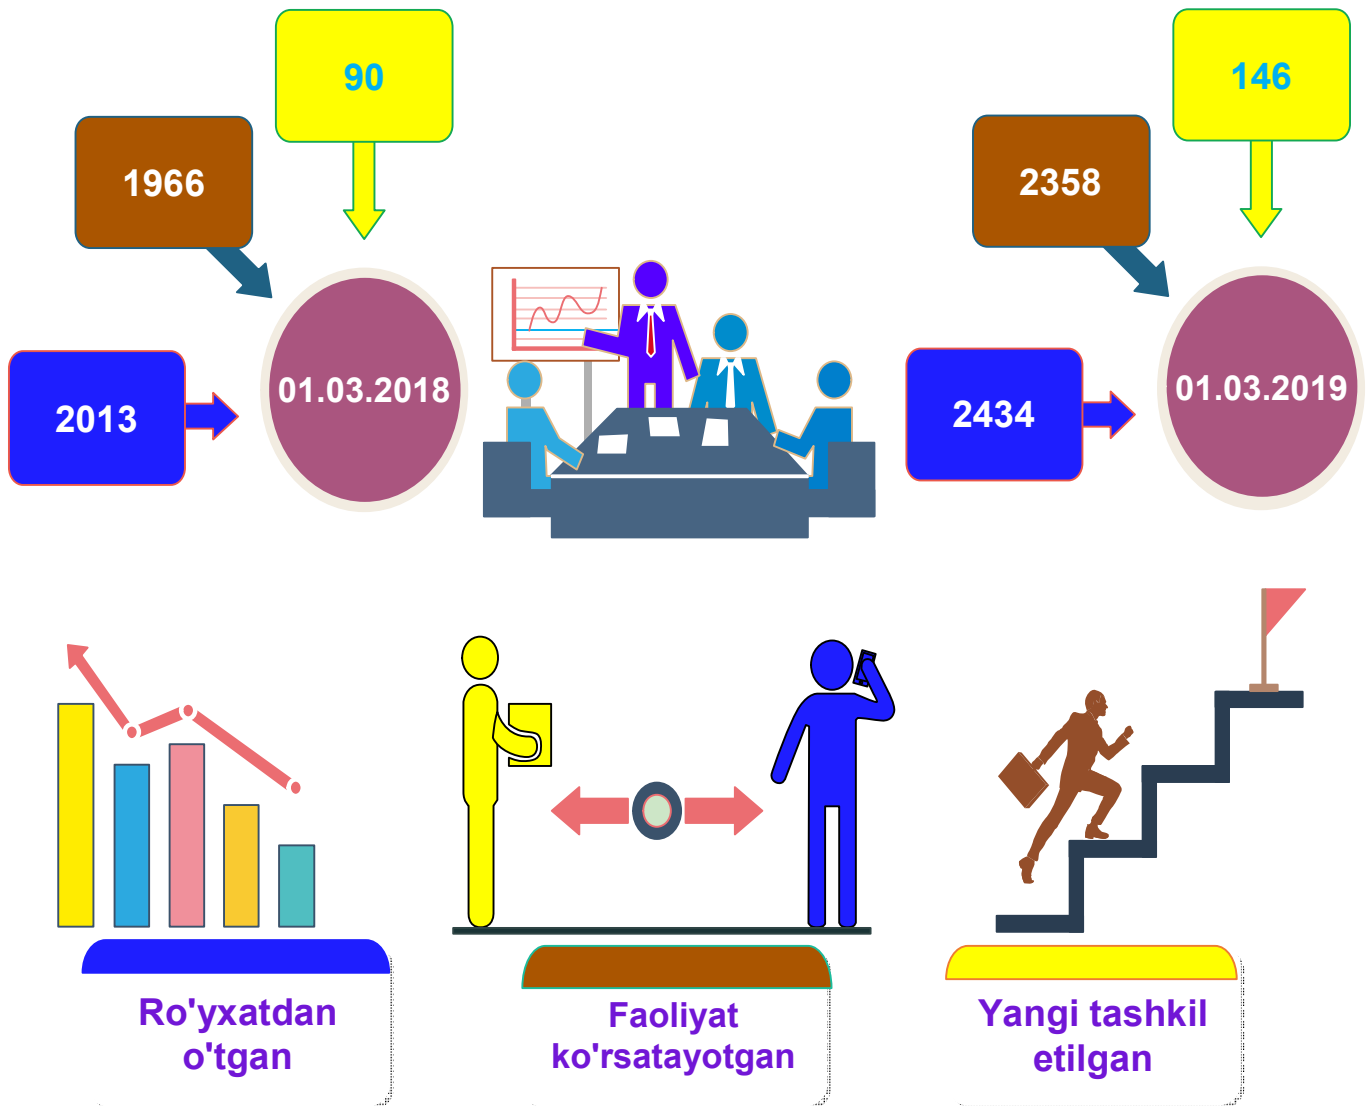 90
146
1966
2358
01.03.2018
01.03.2019
2013
2434
Ro'yxatdan
o'tgan
Faoliyat
ko'rsatayotgan
Yangi tashkil
etilgan